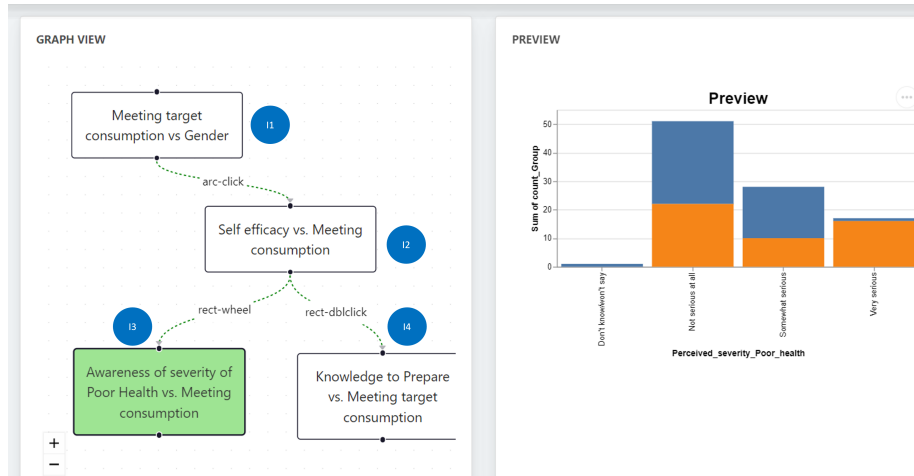 GRAPH VIEW
Meeting target
consumption vs Gender
I1
arc-click
Self efficacy vs. Meeting
consumption
I2
rect-wheel
rect-dblclick
I3
I4
Awareness of severity of
Poor Health vs. Meeting
consumption
Knowledge to Prepare
vs. Meeting target
consumption
+
−
PREVIEW
Preview
...
Sum of count_Group
50
40
30
20
10
0
Don't know/won't say
Not serious at all
Somewhat serious
Very serious
Perceived_severity_Poor_health